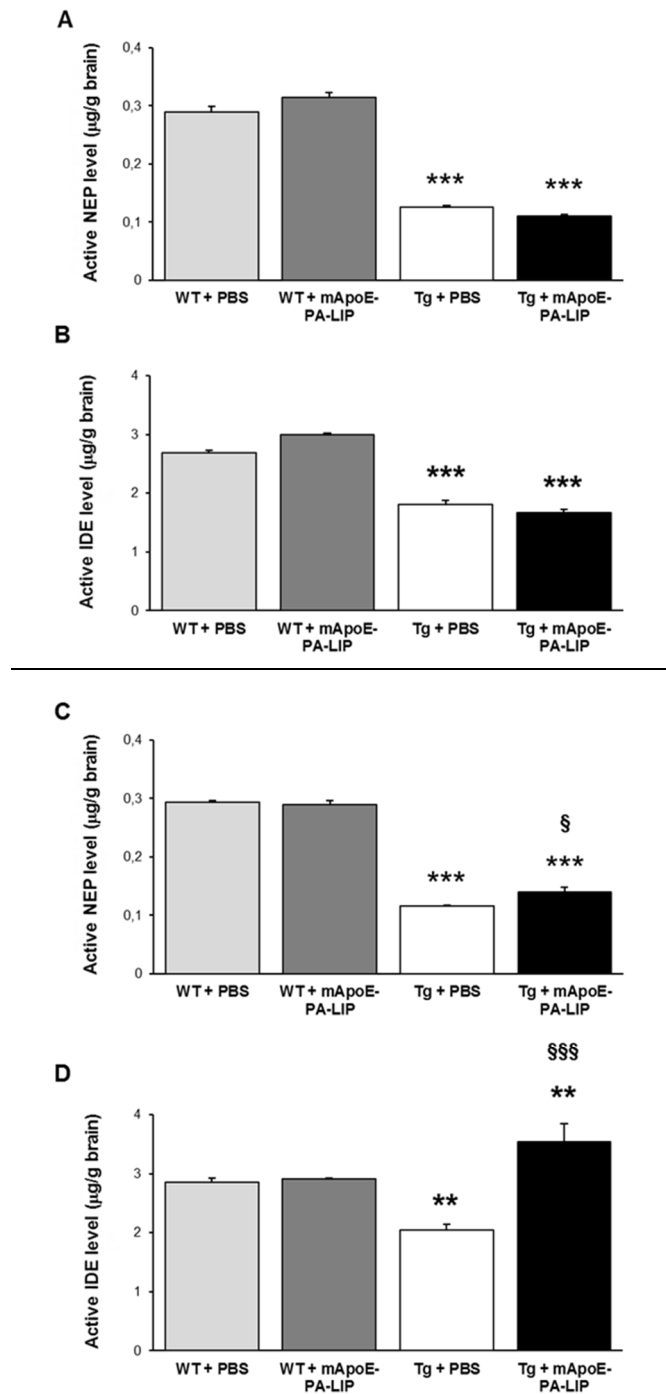 A
Active NEP level (µg/g brain)
0,4
0,3
0,2
0,1
0
***
***
WT + PBS
WT + mApoE-
PA-LIP
Tg + PBS
Tg + mApoE-
PA-LIP
B
Active IDE level (µg/g brain)
4
3
2
1
0
***
***
WT + PBS
WT + mApoE-
PA-LIP
Tg + PBS
Tg + mApoE-
PA-LIP
C
Active NEP level (µg/g brain)
0,4
0,3
0,2
0,1
0
***
§
***
WT + PBS
WT + mApoE-
PA-LIP
Tg + PBS
Tg + mApoE-
PA-LIP
D
Active IDE level (µg/g brain)
4
3
2
1
0
**
§§§
**
WT + PBS
WT + mApoE-
PA-LIP
Tg + PBS
Tg + mApoE-
PA-LIP